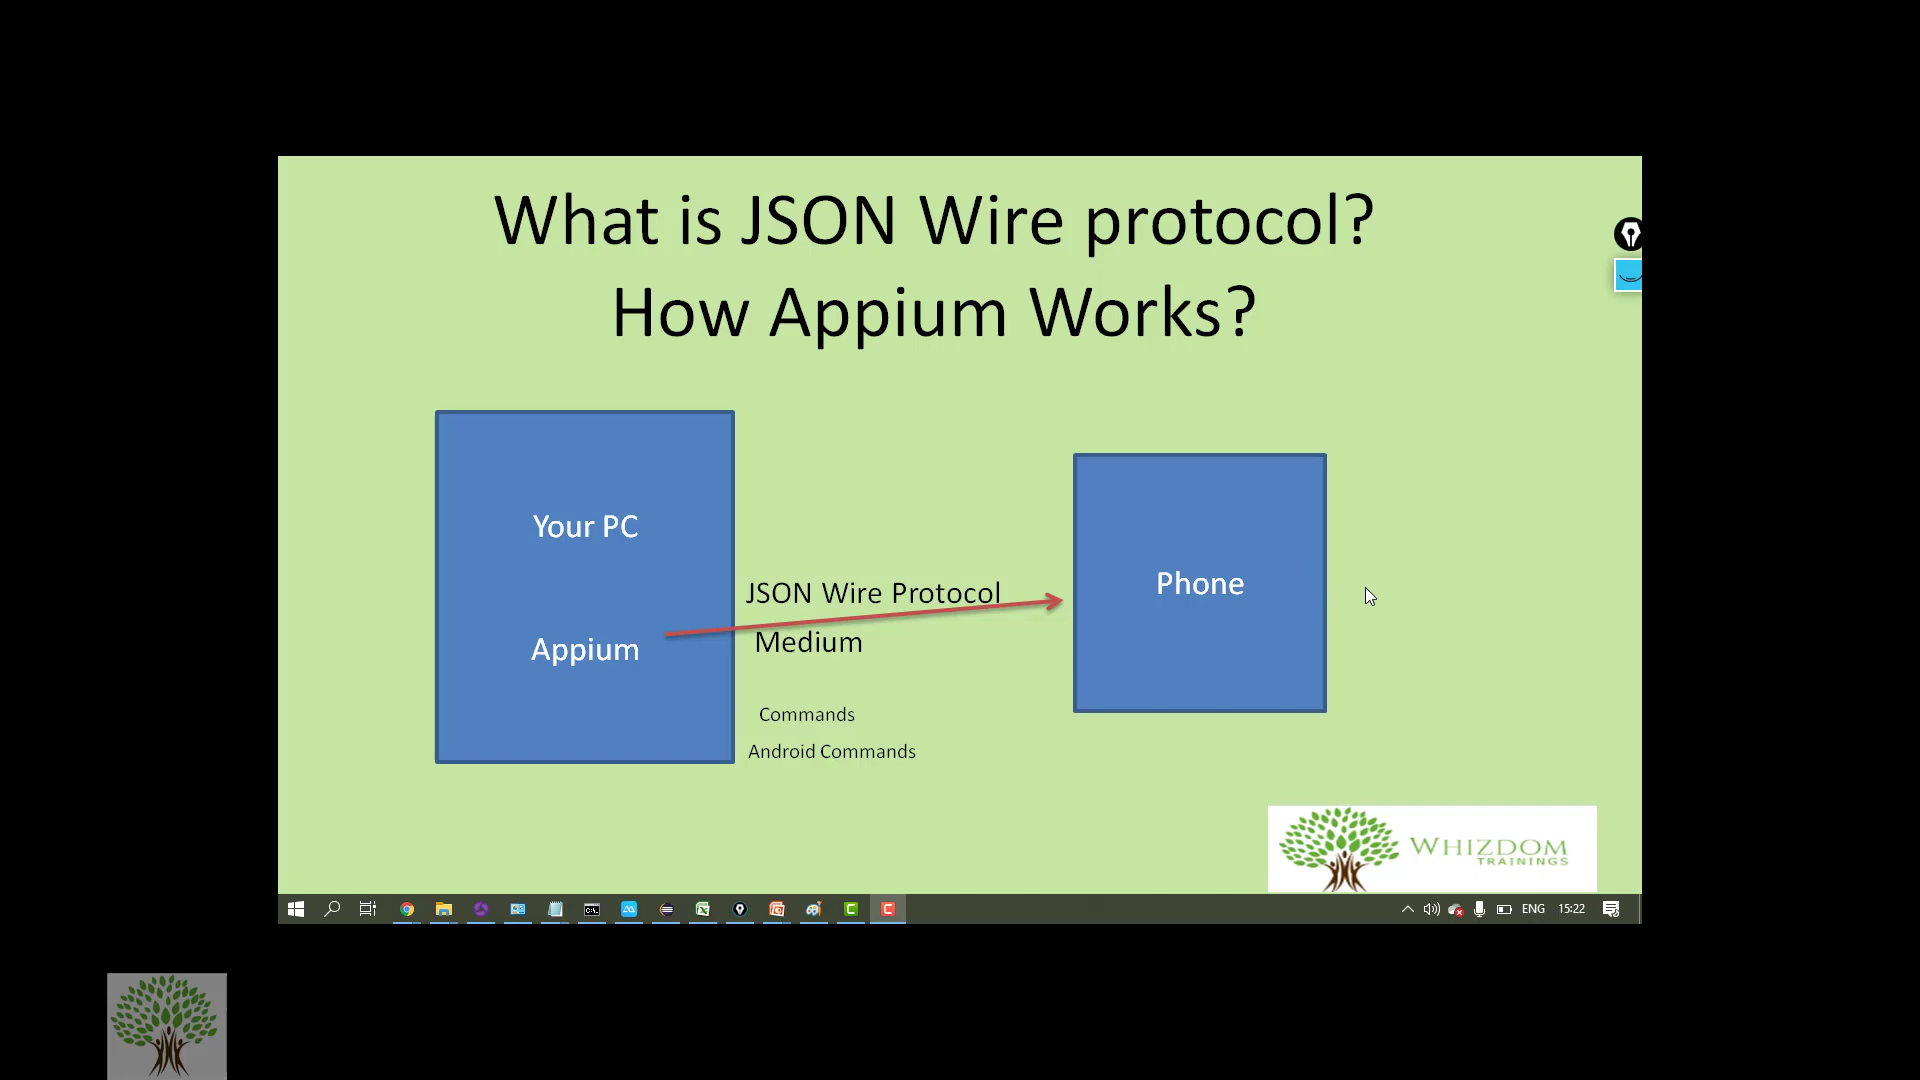 What is JSON Wire protocol?
How Appium Works?
Your PC
Appium
JSON Wire Protocol
Medium
Commands
Android Commands
Phone
WHIZDOM
TRAININGS
ENG
15:22